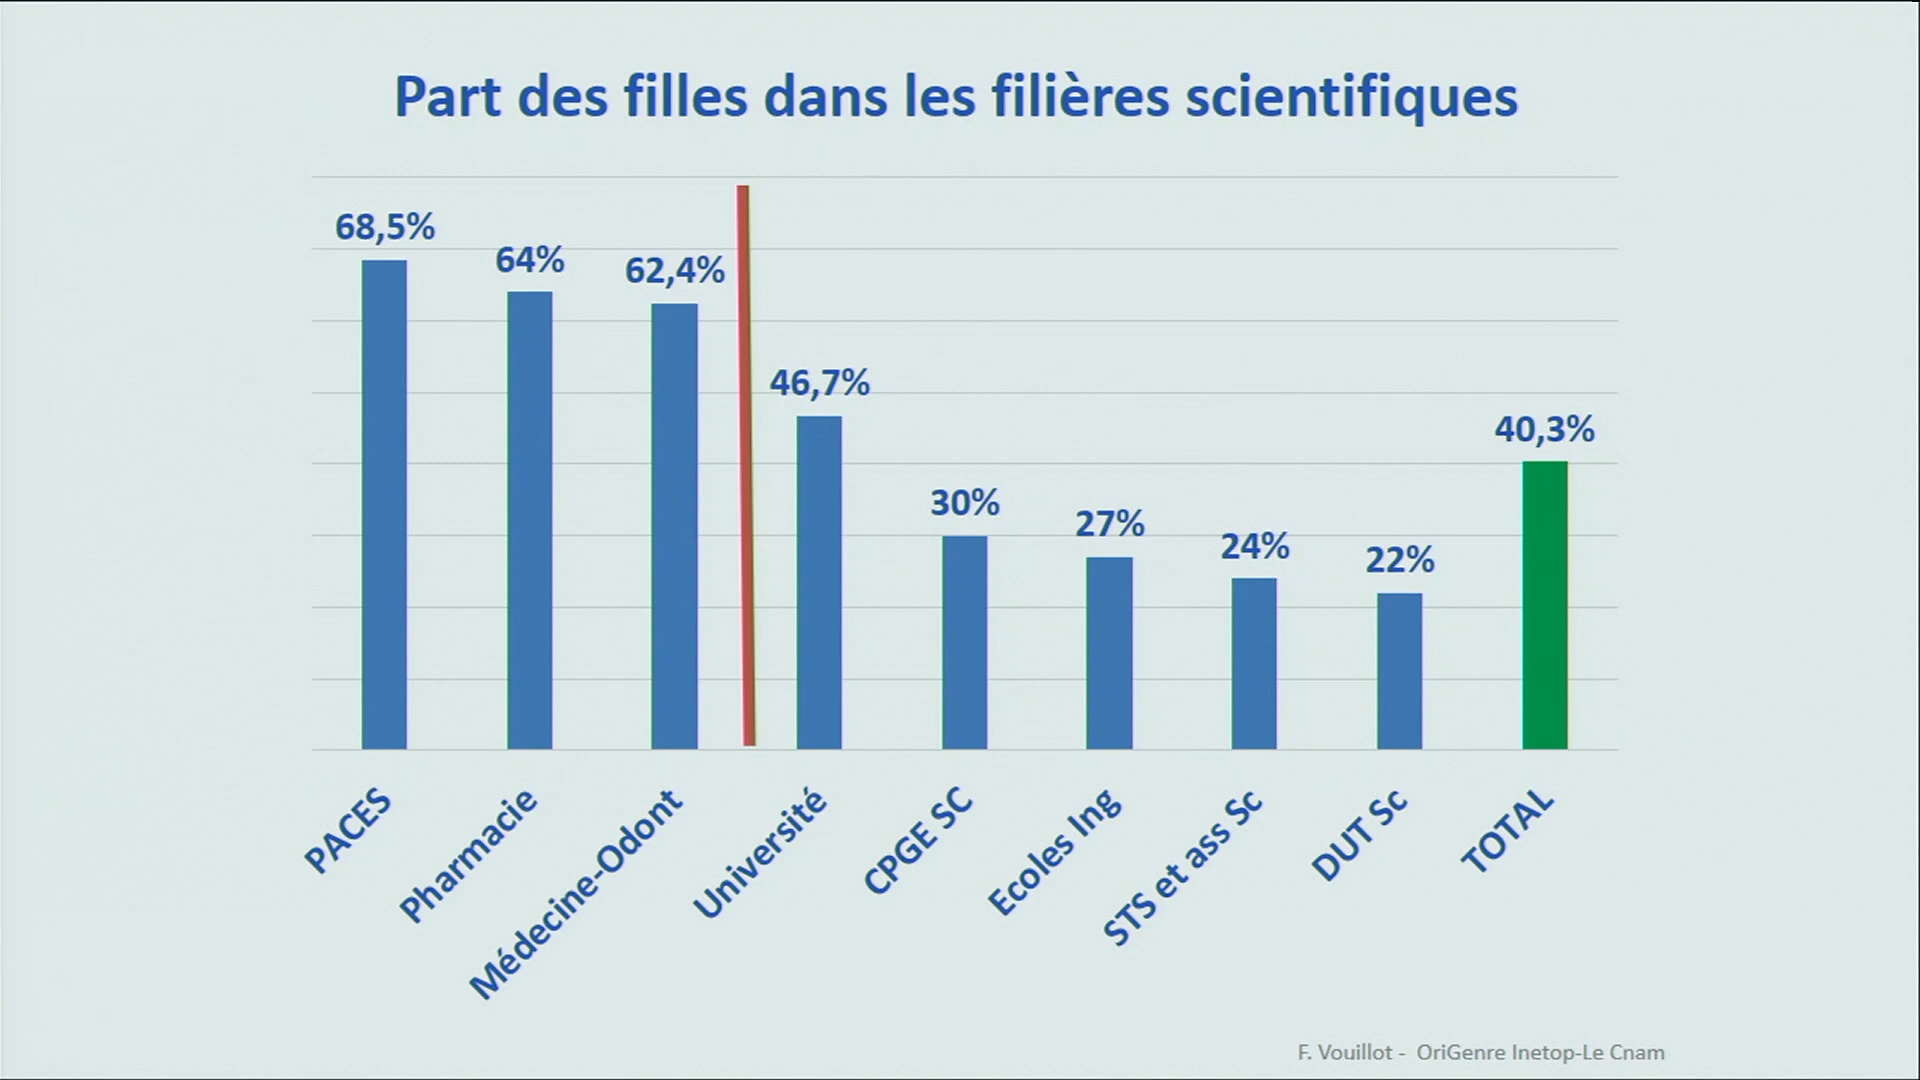 Part des filles dans les filières scientifiques
68,5%
64%
62,4%
46,7%
30%
27%
24%
22%
40,3%
PACES
Pharmacie
Médecine-Odont
Université
CPGE SC
Ecoles Ing
STS et ass Sc
DUT Sc
TOTAL
F. Vouillot - OriGenre Inetop-Le Cnam